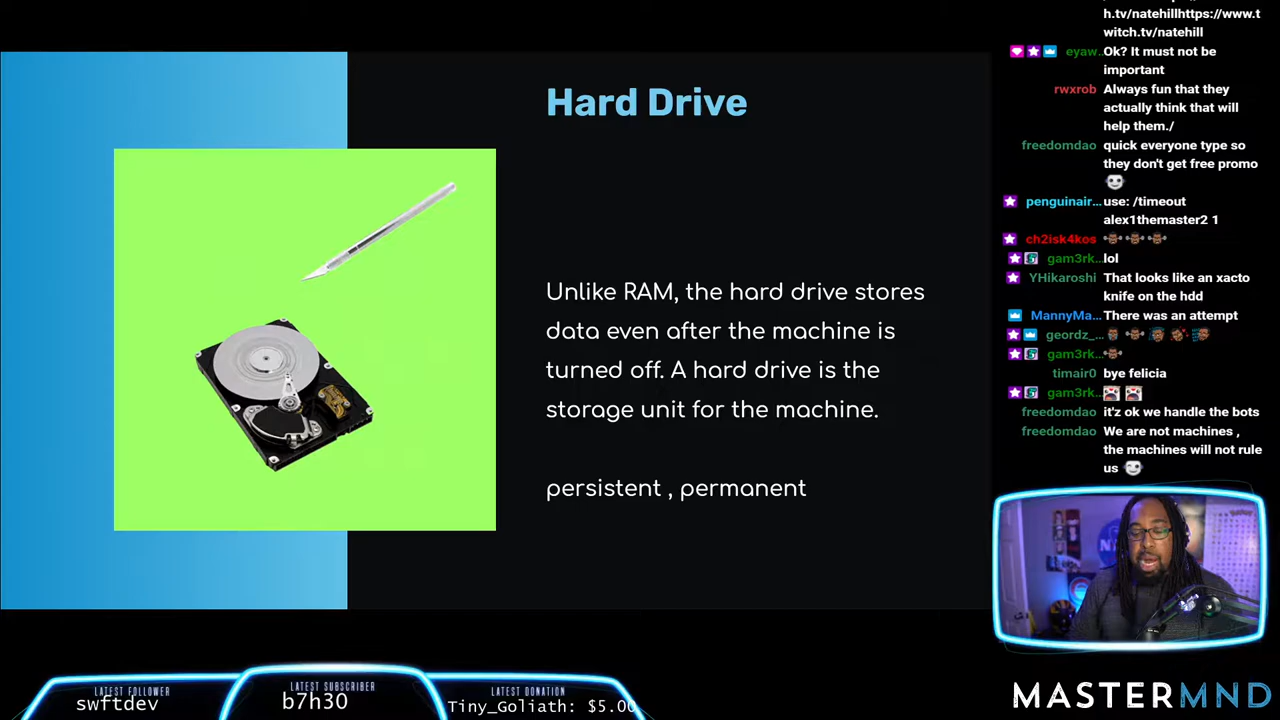 Hard Drive
Unlike RAM, the hard drive stores
data even after the machine is
turned off. A hard drive is the
storage unit for the machine.
persistent , permanent
h.tv/natehillhttps://www.t
witch.tv/natehill
eyaw… Ok? It must not be
important
rwxrob Always fun that they
actually think that will
help them./
freedomdao quick everyone type so
they don't get free promo
penguinair… use: /timeout
alex1themaster2 1
ch2isk4kos
gam3rk… lol
YHikaroshi That looks like an xacto
knife on the hdd
MannyMa… There was an attempt
geordz_…
gam3rk…
timair0 bye felicia
gam3rk…
freedomdao it'z ok we handle the bots
freedomdao We are not machines ,
the machines will not rule
us
LATEST FOLLOWER
swftdev
LATEST SUBSCRIBER
b7h30
LATEST DONATION
Tiny_Goliath: $5.00
MASTERMND